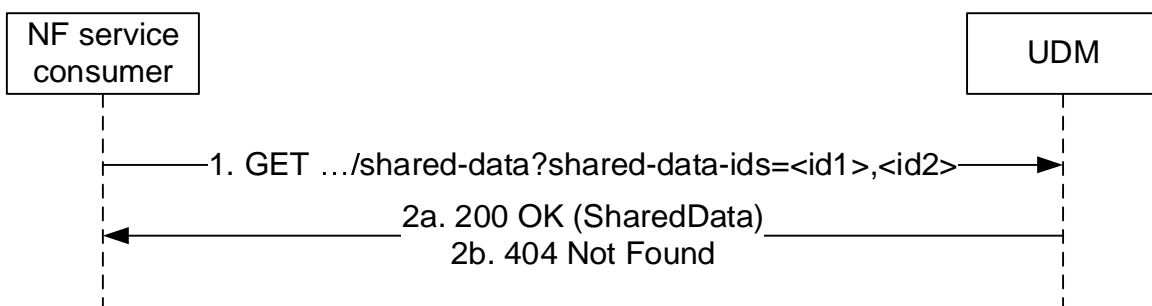 NF service
consumer
UDM
1. GET …/shared-data?shared-data-ids=<id1>,<id2>
2a. 200 OK (SharedData)
2b. 404 Not Found